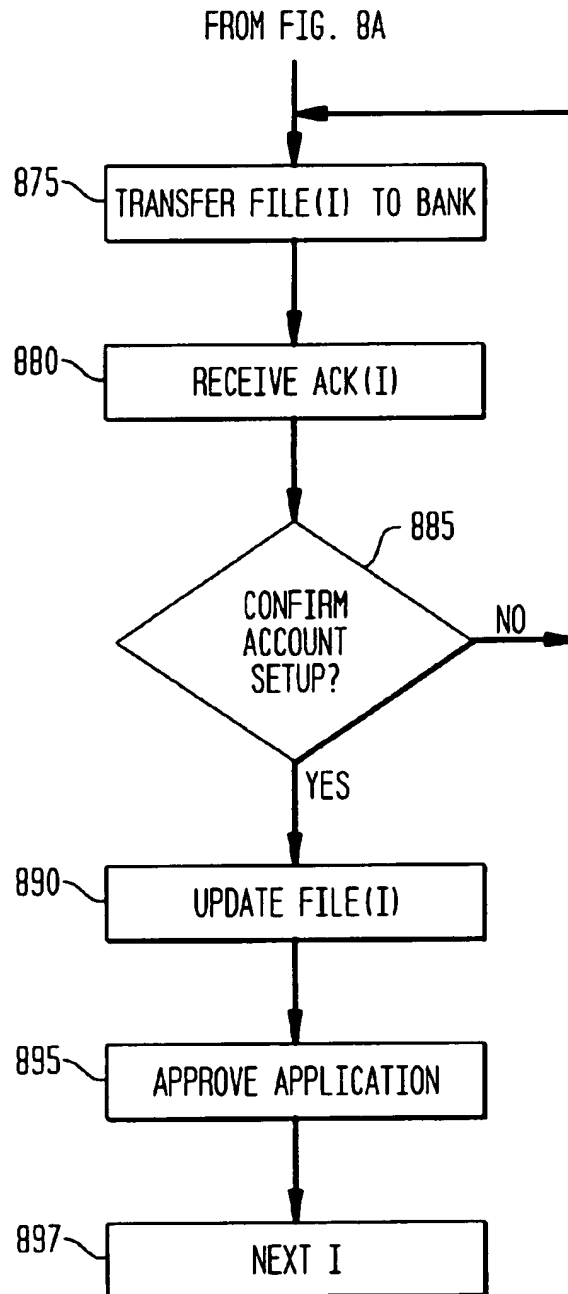 FROM FIG. 8A
875
TRANSFER FILE(I) TO BANK
880
RECEIVE ACK(I)
885
CONFIRM
ACCOUNT
SETUP?
NO
YES
890
UPDATE FILE(I)
895
APPROVE APPLICATION
897
NEXT I